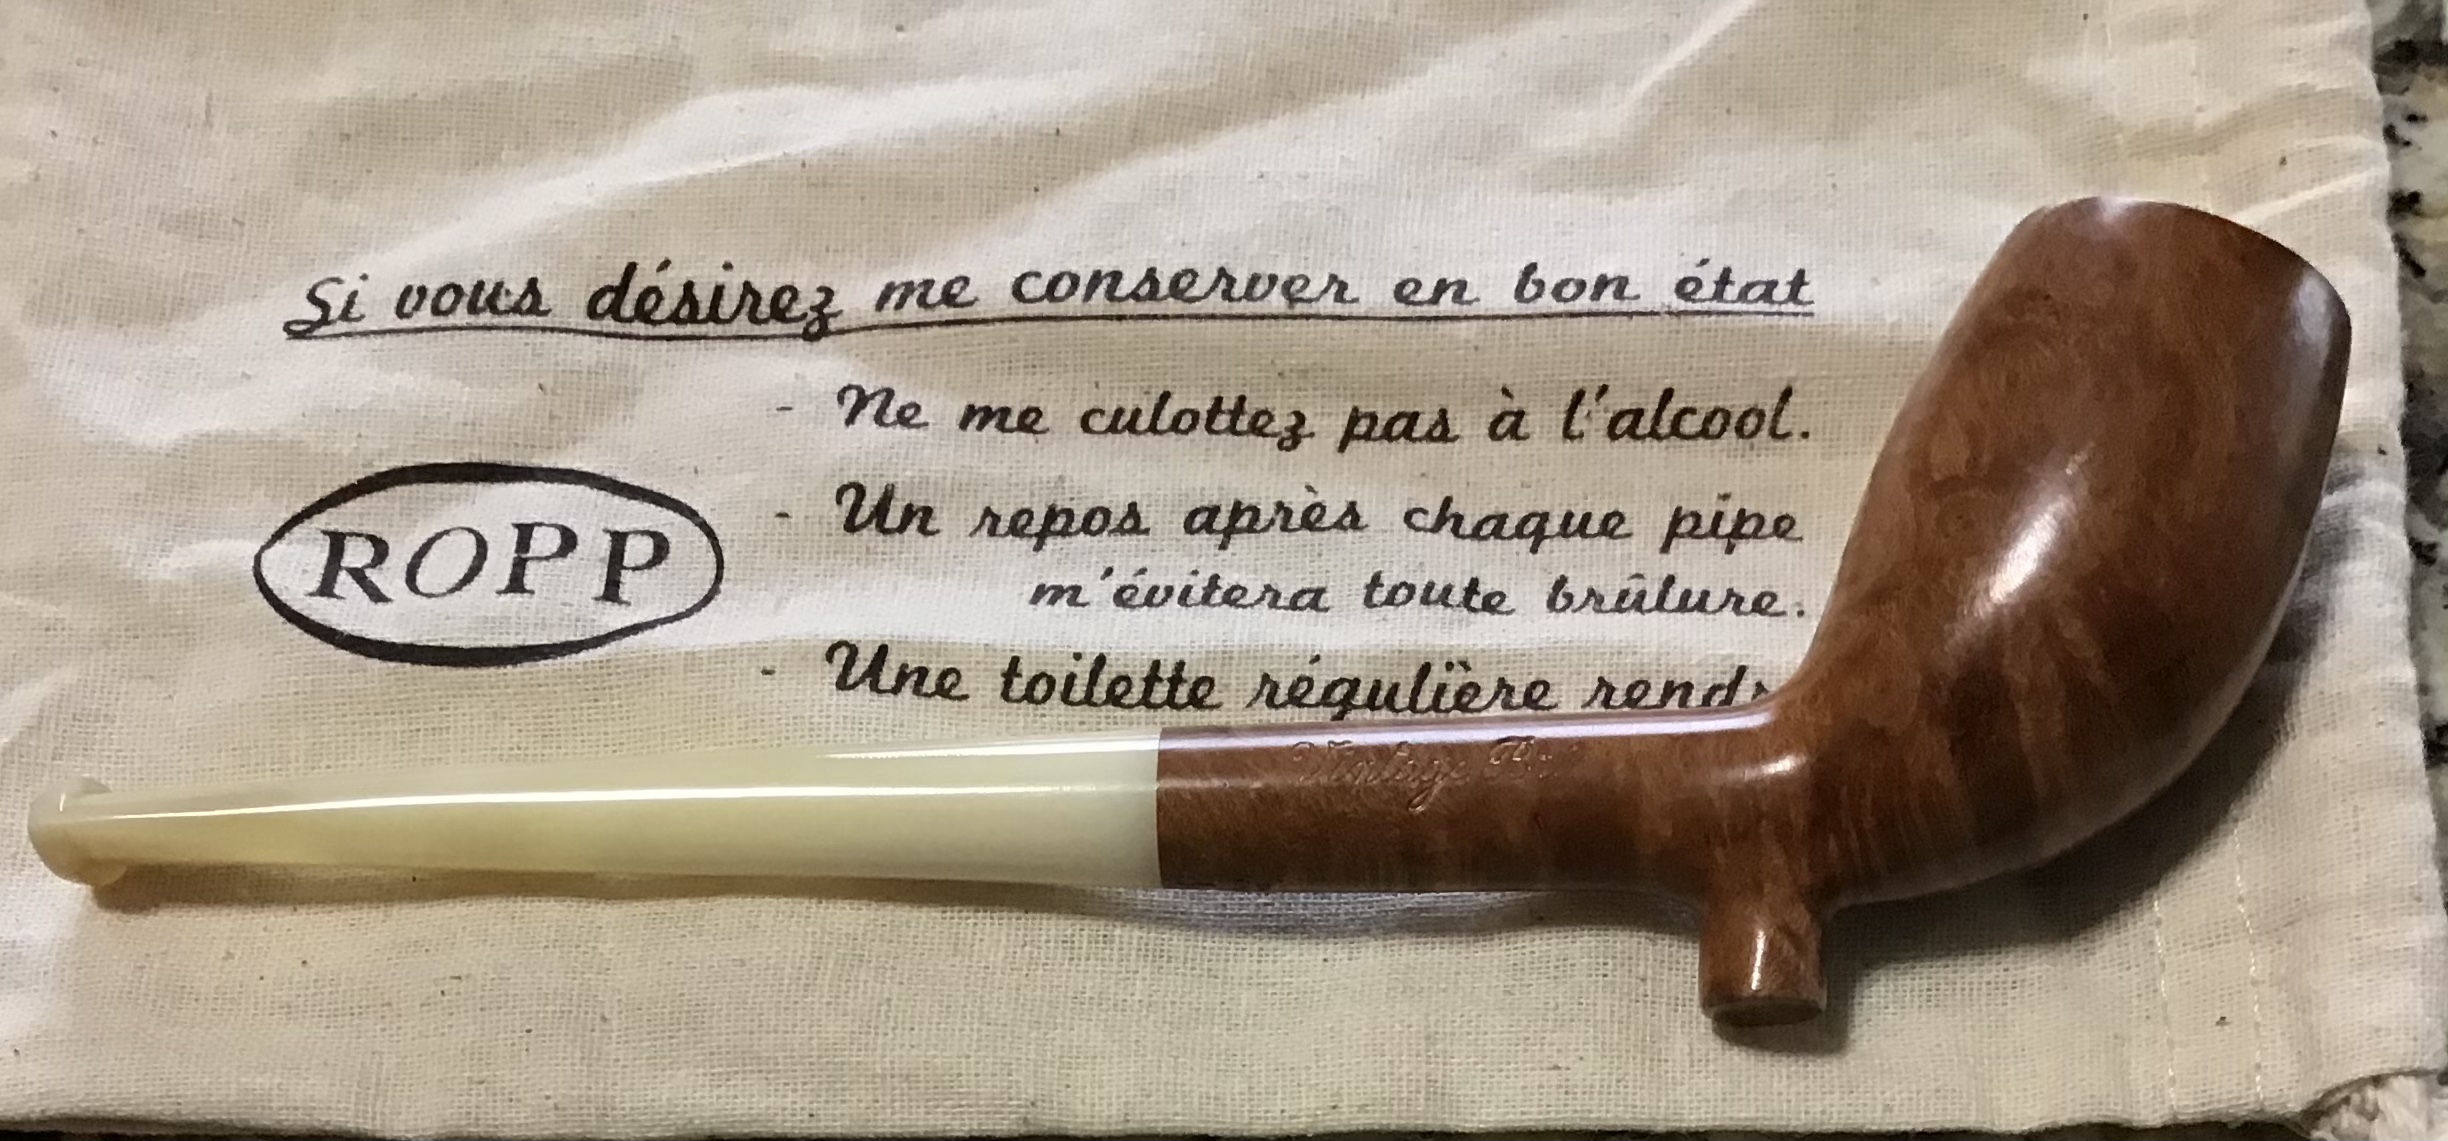 Si vous désirez me conserver en bon état
- Ne me culottez pas à l'alcool.
- Un repos après chaque pipe
m'évitera toute brûlure.
ROPP
- Une toilette régulière
Vintage